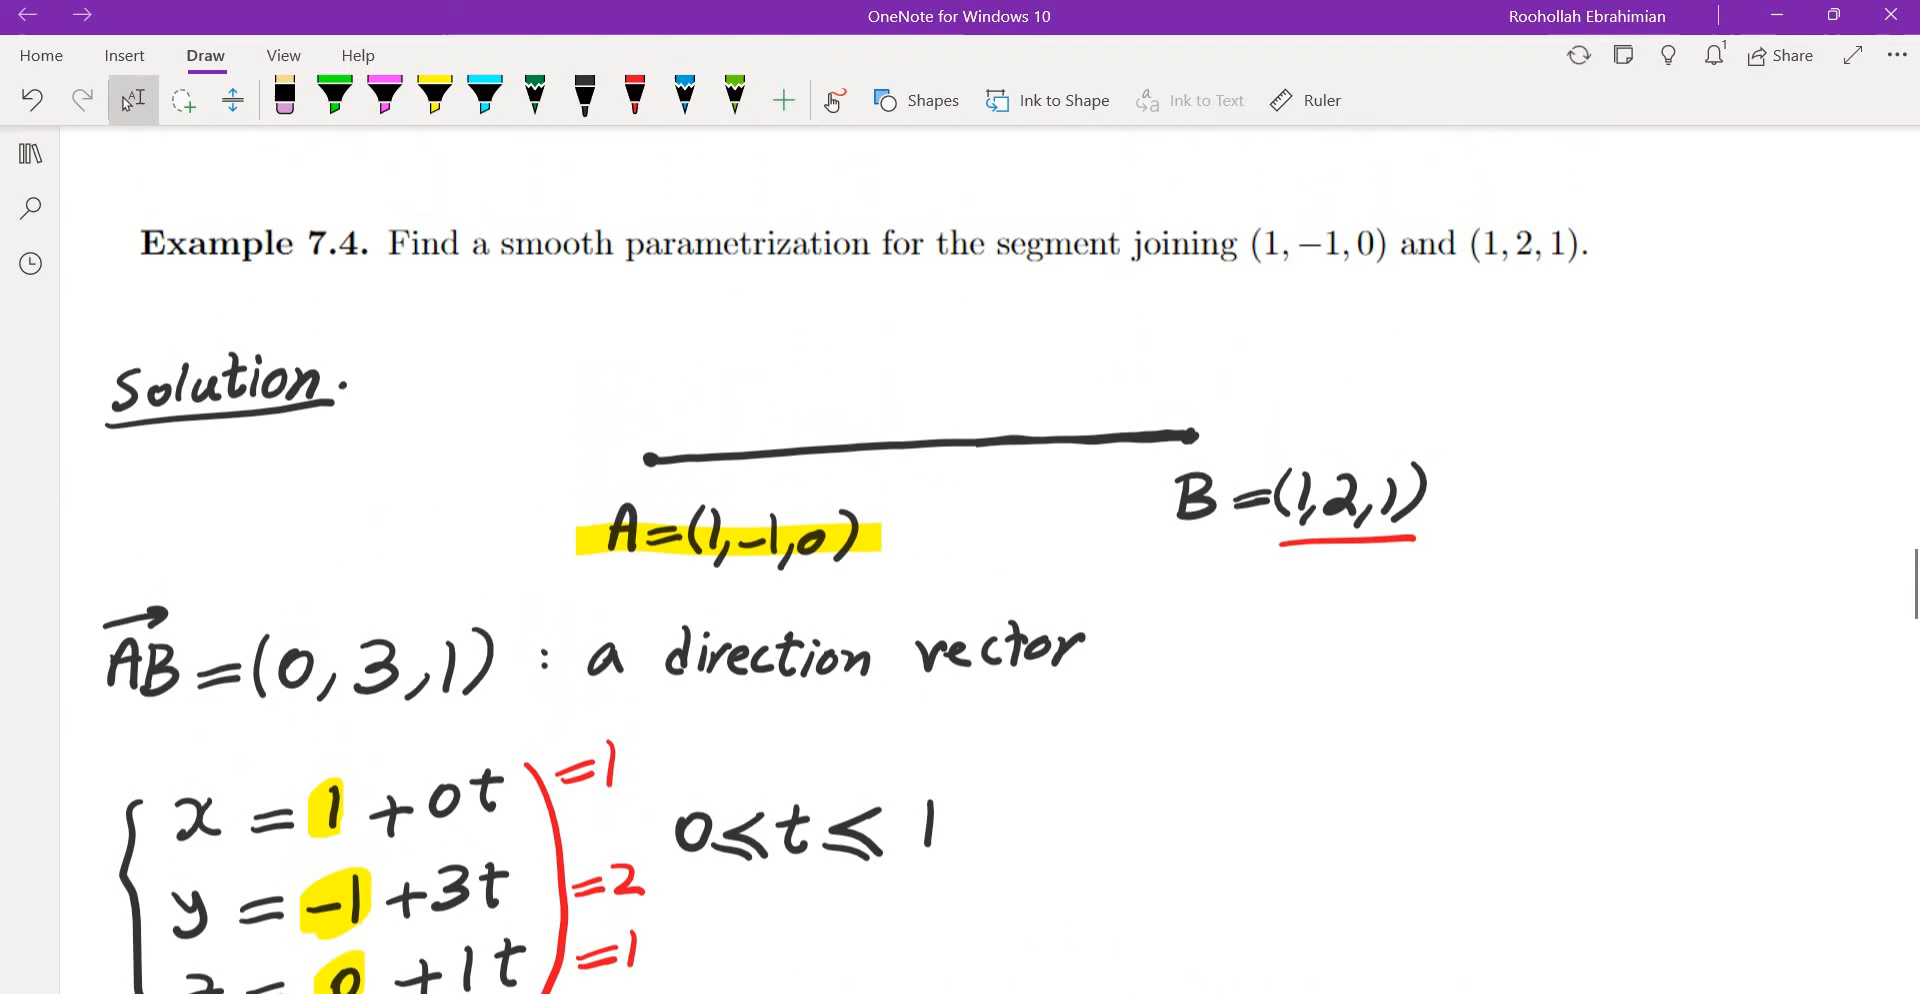 OneNote for Windows 10
Roohollah Ebrahimian
Home Insert Draw View Help
1
Share
Shapes
Ink to Shape
Ink to Text
Ruler
Example 7.4. Find a smooth parametrization for the segment joining (1, −1, 0) and (1, 2, 1).
Solution.
A=(1,-1,0)
B=(1,2,1)
AB=(0,3,1) : a direction vector
x = 1 + 0t =1
0≤t≤1
y = -1 +3t =2
z = 0 +1t =1